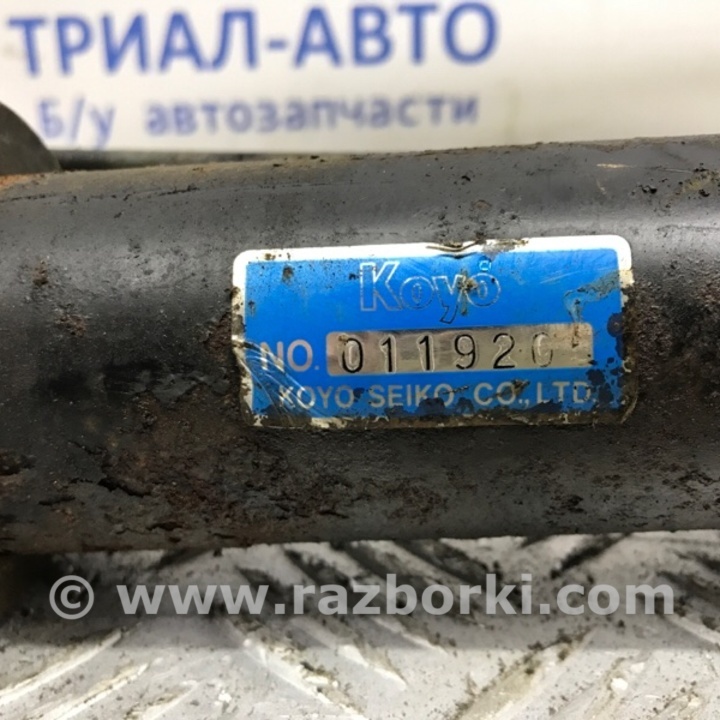 ТРИАЛ-АВТО
Б/у автозапчасти
Koyo®
NO. 011920
KOYO SEIKO CO., LTD.
© www.razborki.com